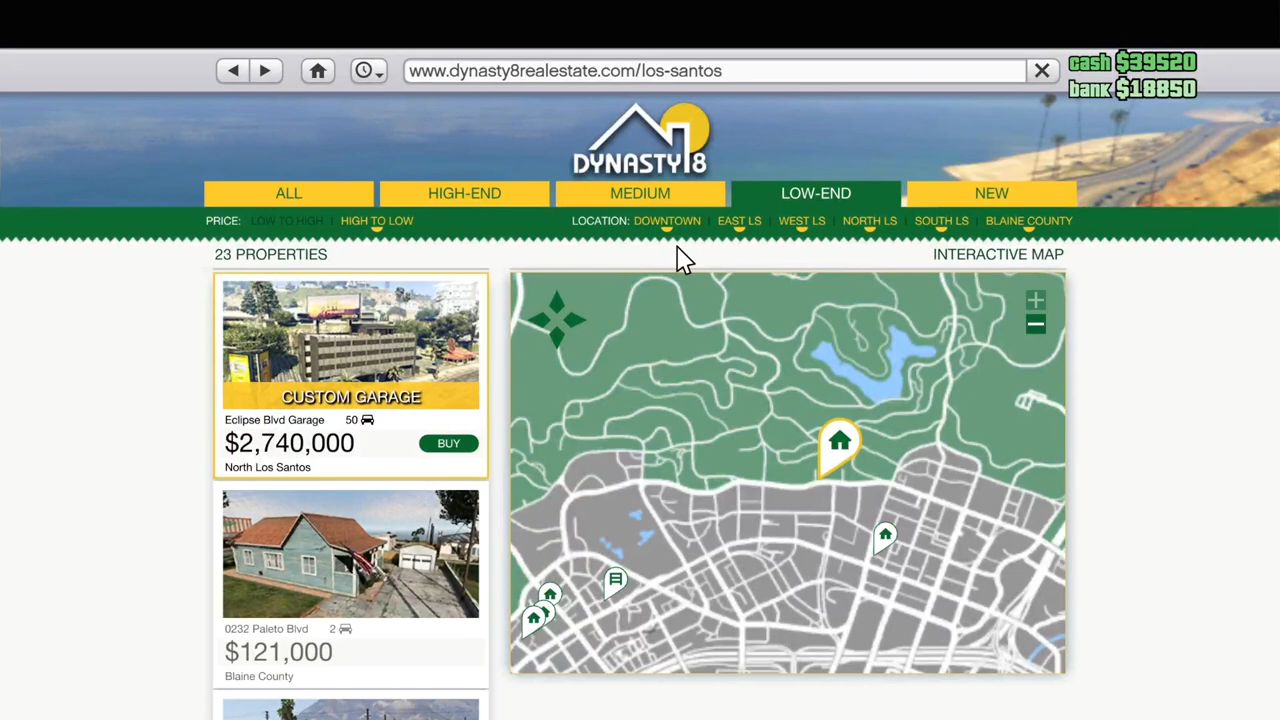 www.dynasty8realestate.com/los-santos
cash $39520
bank $18850
DYNASTY 8
ALL
HIGH-END
MEDIUM
LOW-END
NEW
PRICE: LOW TO HIGH | HIGH TO LOW
LOCATION: DOWNTOWN | EAST LS | WEST LS | NORTH LS | SOUTH LS | BLAINE COUNTY
23 PROPERTIES
INTERACTIVE MAP
CUSTOM GARAGE
Eclipse Blvd Garage 50
$2,740,000
BUY
North Los Santos
0232 Paleto Blvd 2
$121,000
Blaine County